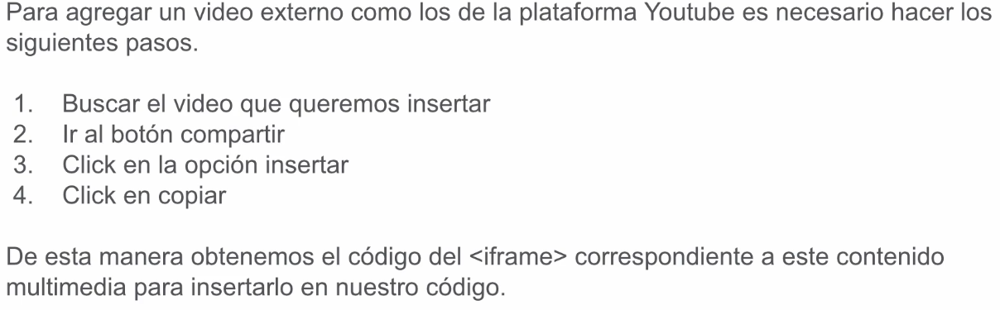 Para agregar un video externo como los de la plataforma Youtube es necesario hacer los
siguientes pasos.
1. Buscar el video que queremos insertar
2. Ir al botón compartir
3. Click en la opción insertar
4. Click en copiar
De esta manera obtenemos el código del <iframe> correspondiente a este contenido
multimedia para insertarlo en nuestro código.